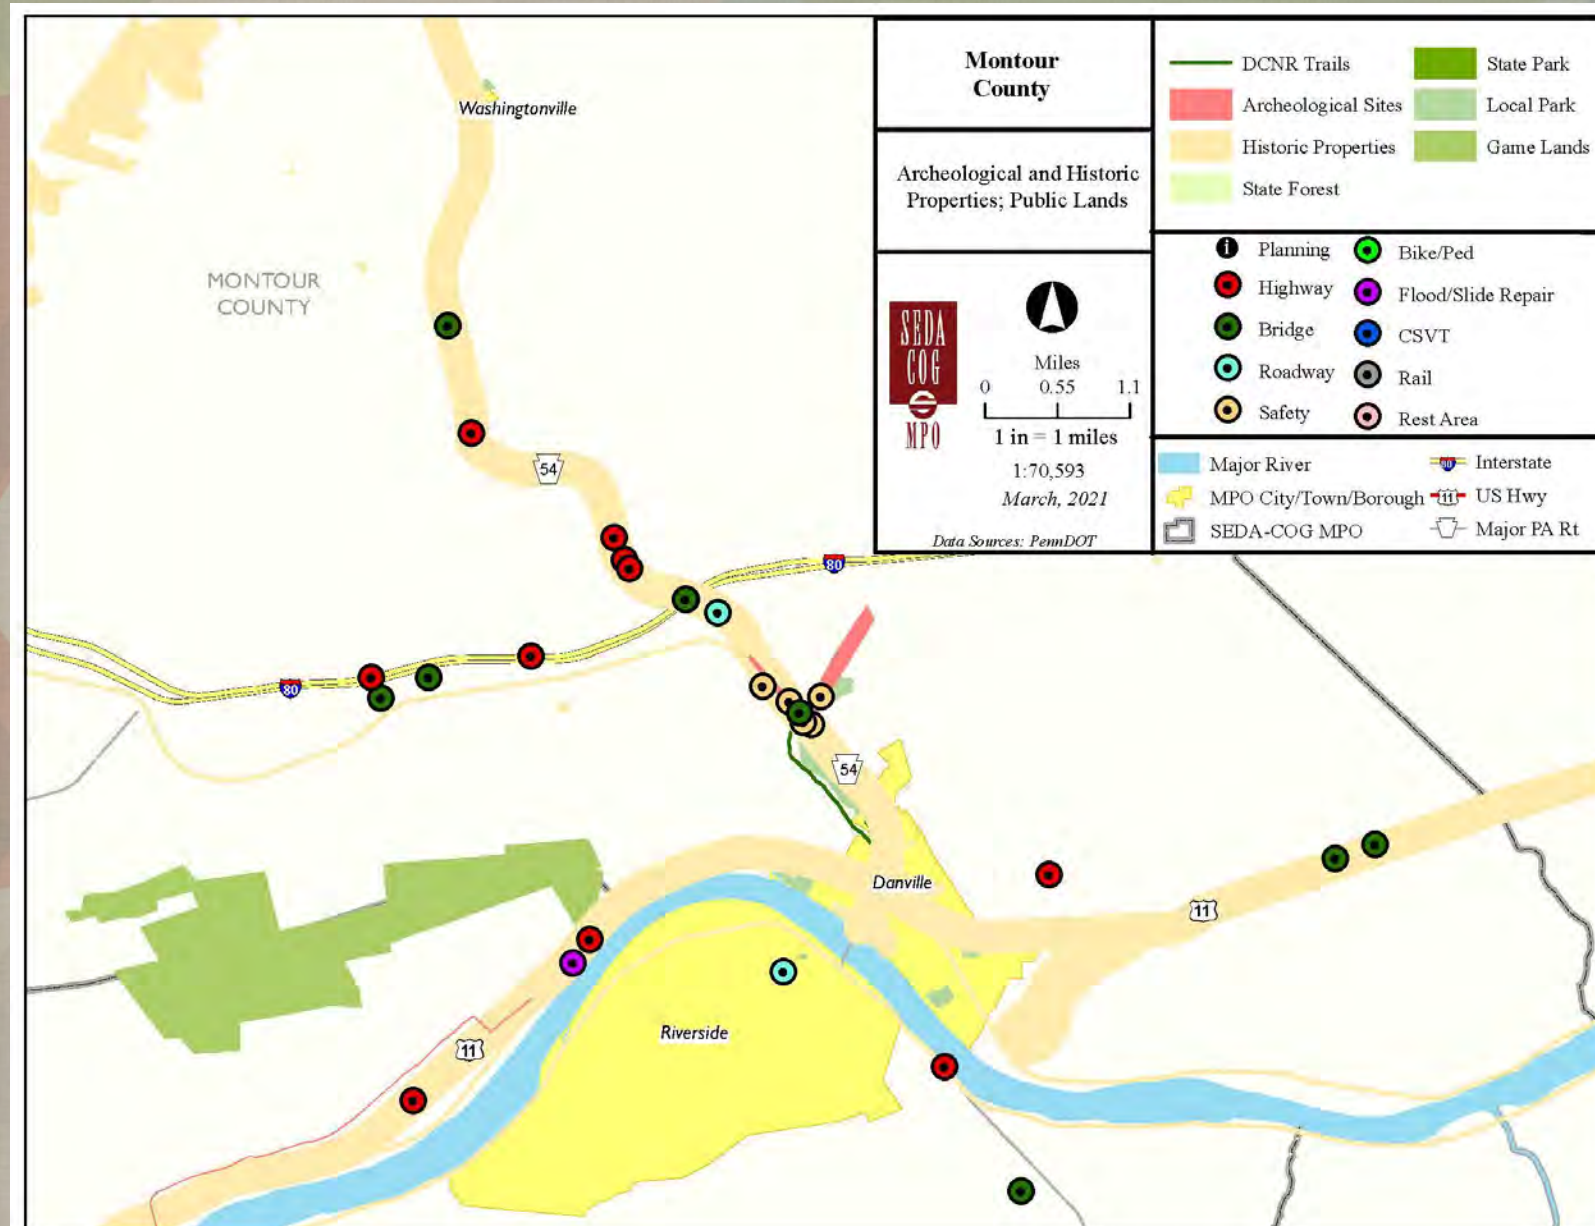 Montour
County
Archeological and Historic
Properties; Public Lands
SEDA
COG
MPO
Miles
0 0.55 1.1
1 in = 1 miles
1:70,593
March, 2021
Data Sources: PennDOT
DCNR Trails
Archeological Sites
Historic Properties
State Forest
State Park
Local Park
Game Lands
i Planning
Highway
Bridge
Roadway
Safety
Bike/Ped
Flood/Slide Repair
CSVT
Rail
Rest Area
Major River
MPO City/Town/Borough
SEDA-COG MPO
80 Interstate
11 US Hwy
Major PA Rt
Washingtonville
MONTOUR
COUNTY
54
80
80
54
Danville
11
Riverside
11